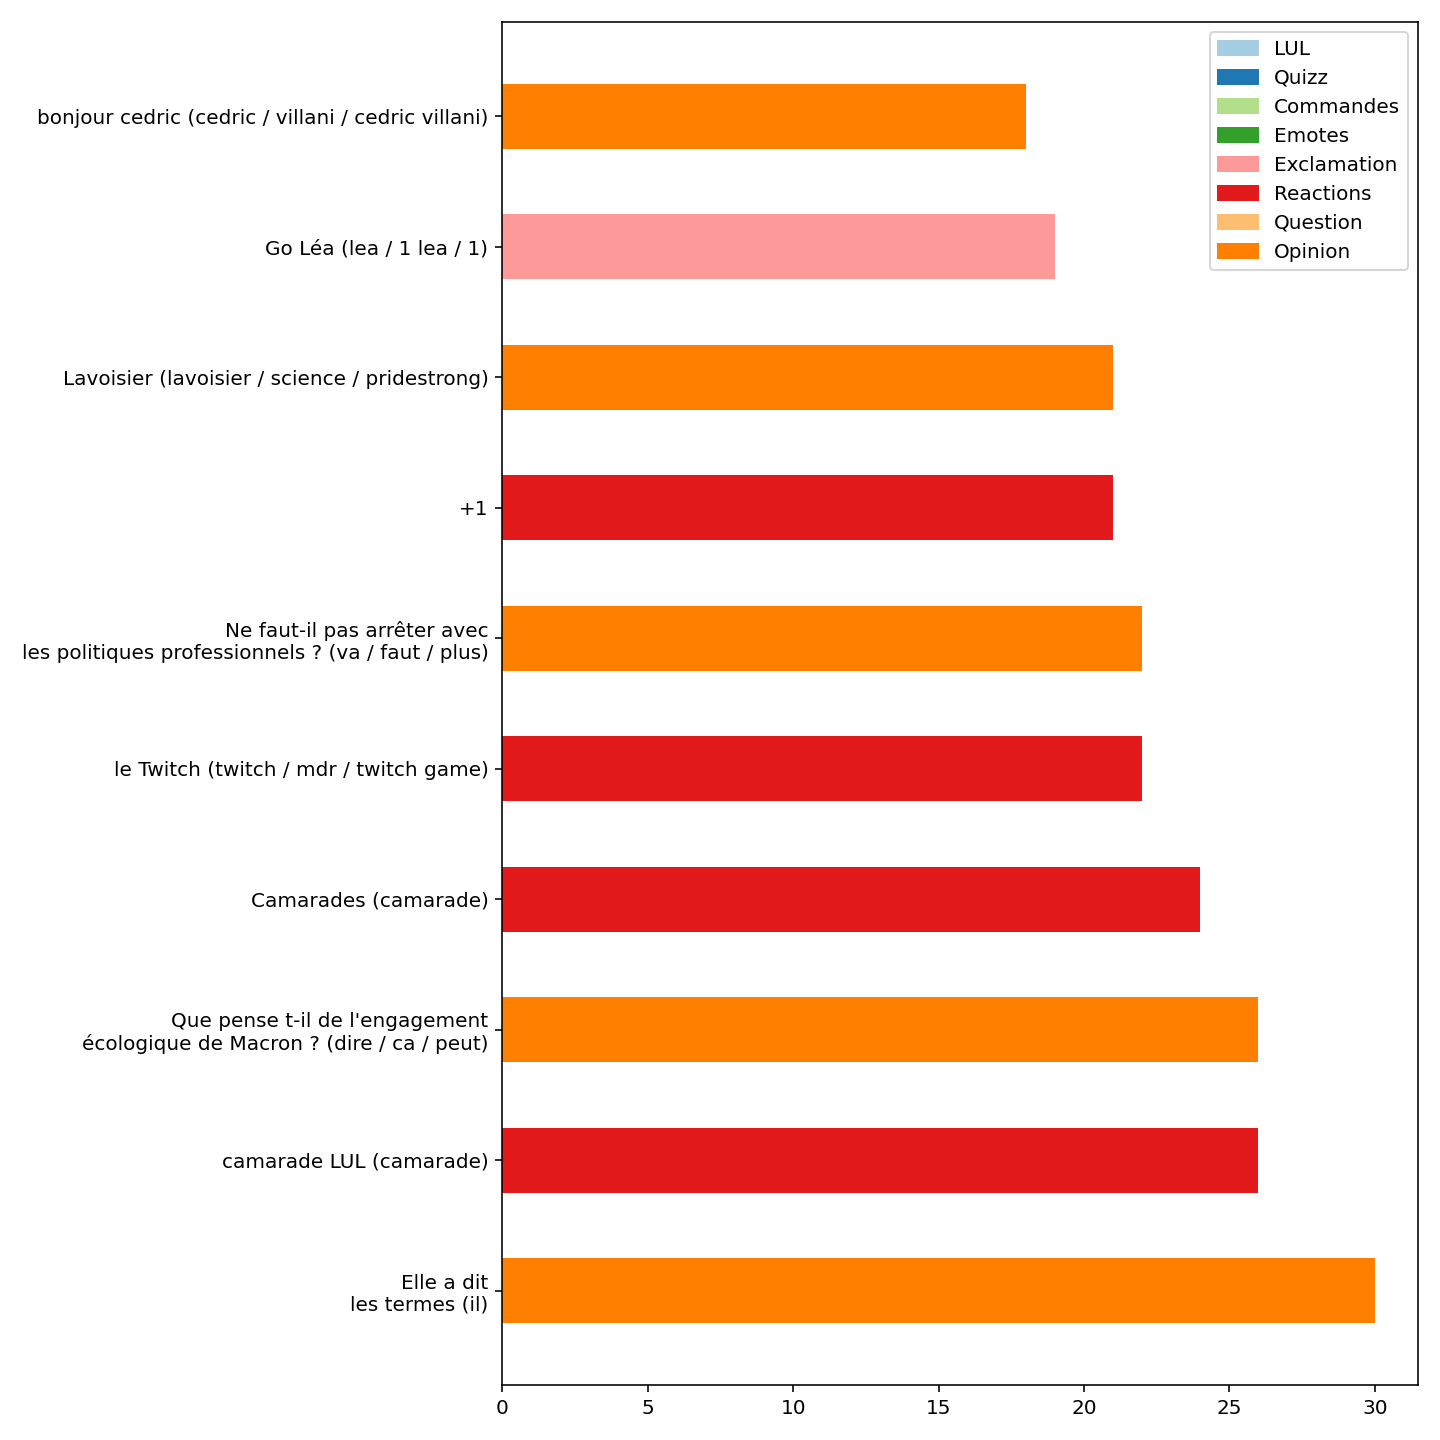 bonjour cedric (cedric / villani / cedric villani)
Go Léa (lea / 1 lea / 1)
Lavoisier (lavoisier / science / pridestrong)
+1
Ne faut-il pas arrêter avec
les politiques professionnels ? (va / faut / plus)
le Twitch (twitch / mdr / twitch game)
Camarades (camarade)
Que pense t-il de l'engagement
écologique de Macron ? (dire / ca / peut)
camarade LUL (camarade)
Elle a dit
les termes (il)
0 5 10 15 20 25 30
LUL
Quizz
Commandes
Emotes
Exclamation
Reactions
Question
Opinion